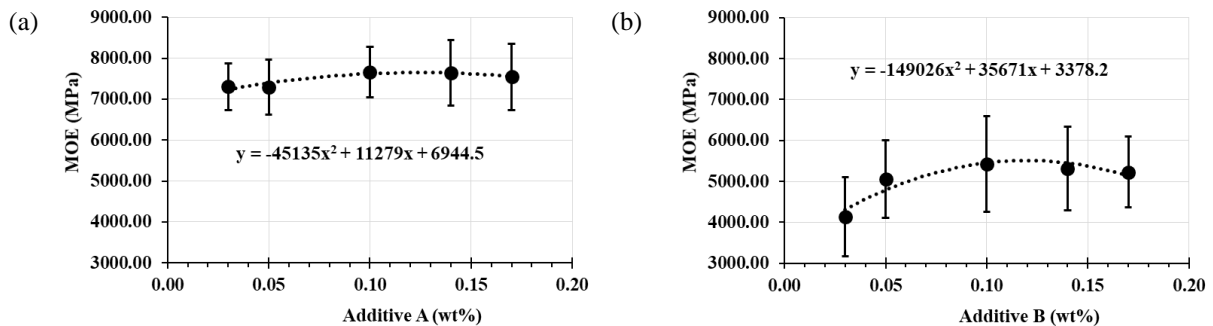 (a)
9000.00
8000.00
7000.00
6000.00
5000.00
4000.00
3000.00
MOE (MPa)
y = -45135x² + 11279x + 6944.5
0.00 0.05 0.10 0.15 0.20
Additive A (wt%)
(b)
9000.00
8000.00
7000.00
6000.00
5000.00
4000.00
3000.00
MOE (MPa)
y = -149026x² + 35671x + 3378.2
0.00 0.05 0.10 0.15 0.20
Additive B (wt%)